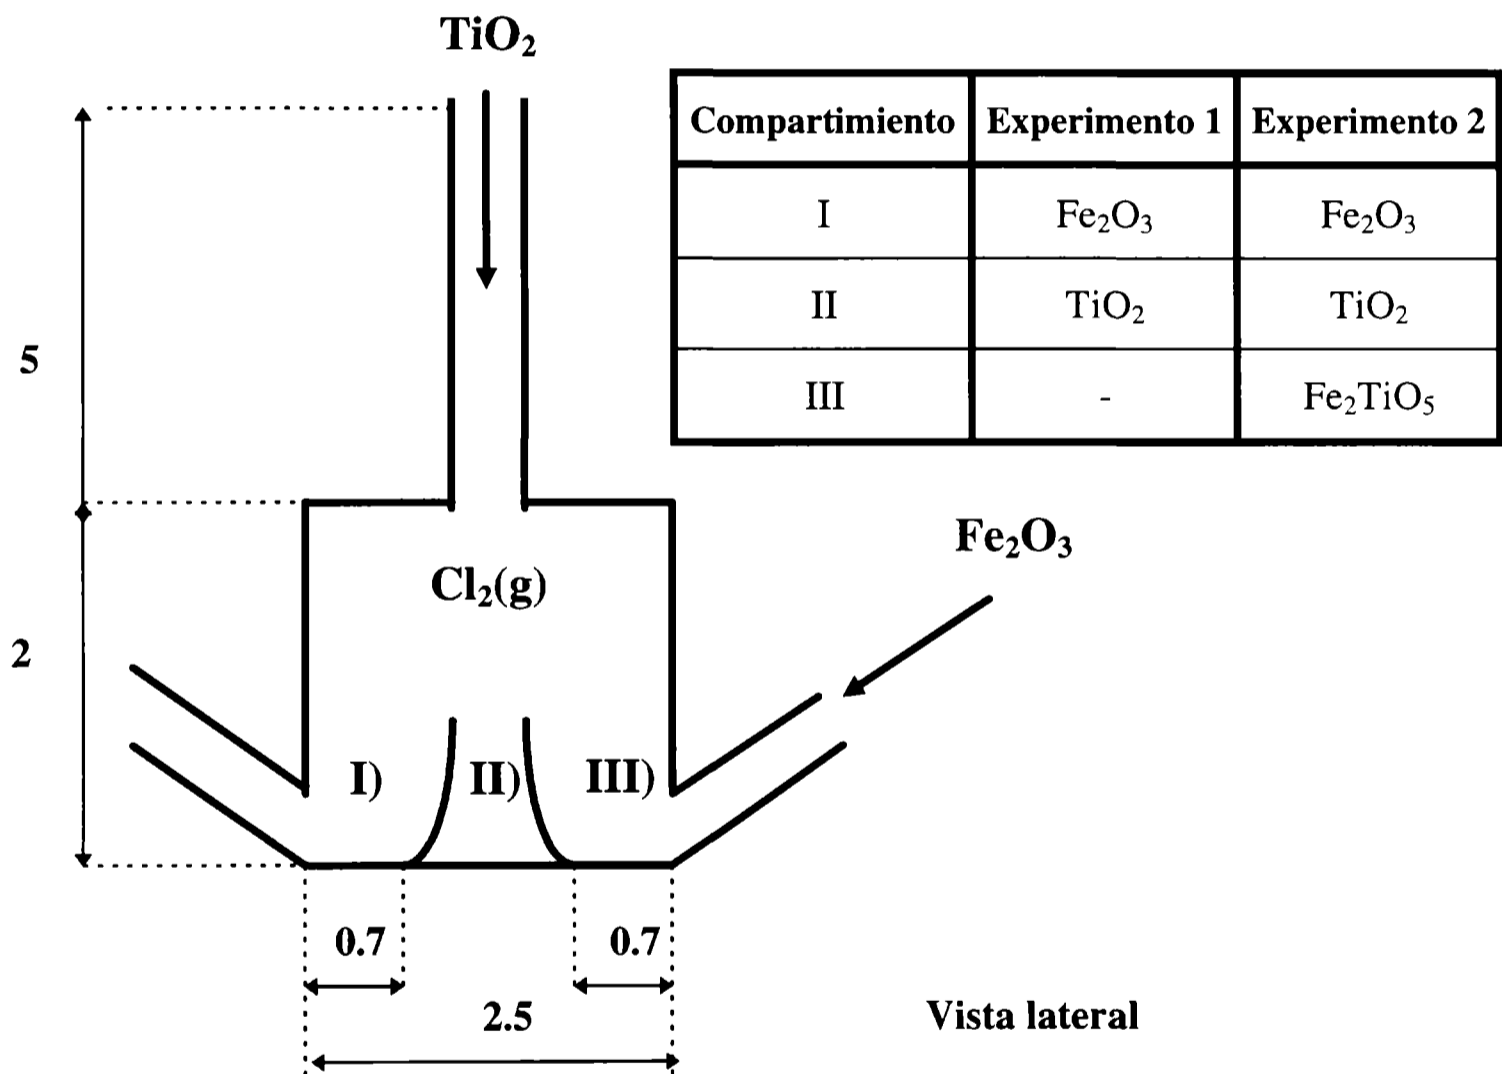 TiO₂
Compartimiento Experimento 1 Experimento 2
I Fe₂O₃ Fe₂O₃
II TiO₂ TiO₂
III - Fe₂TiO₅
5
Fe₂O₃
Cl₂(g)
2
I) II) III)
0.7 0.7
2.5
Vista lateral